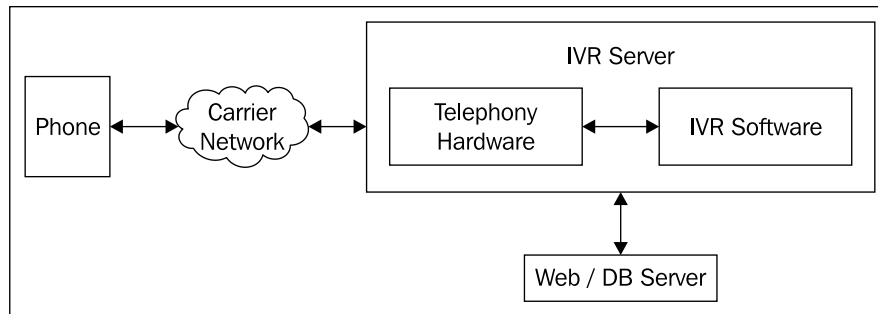 IVR Server
Phone
Carrier
Network
Telephony
Hardware
IVR Software
Web / DB Server